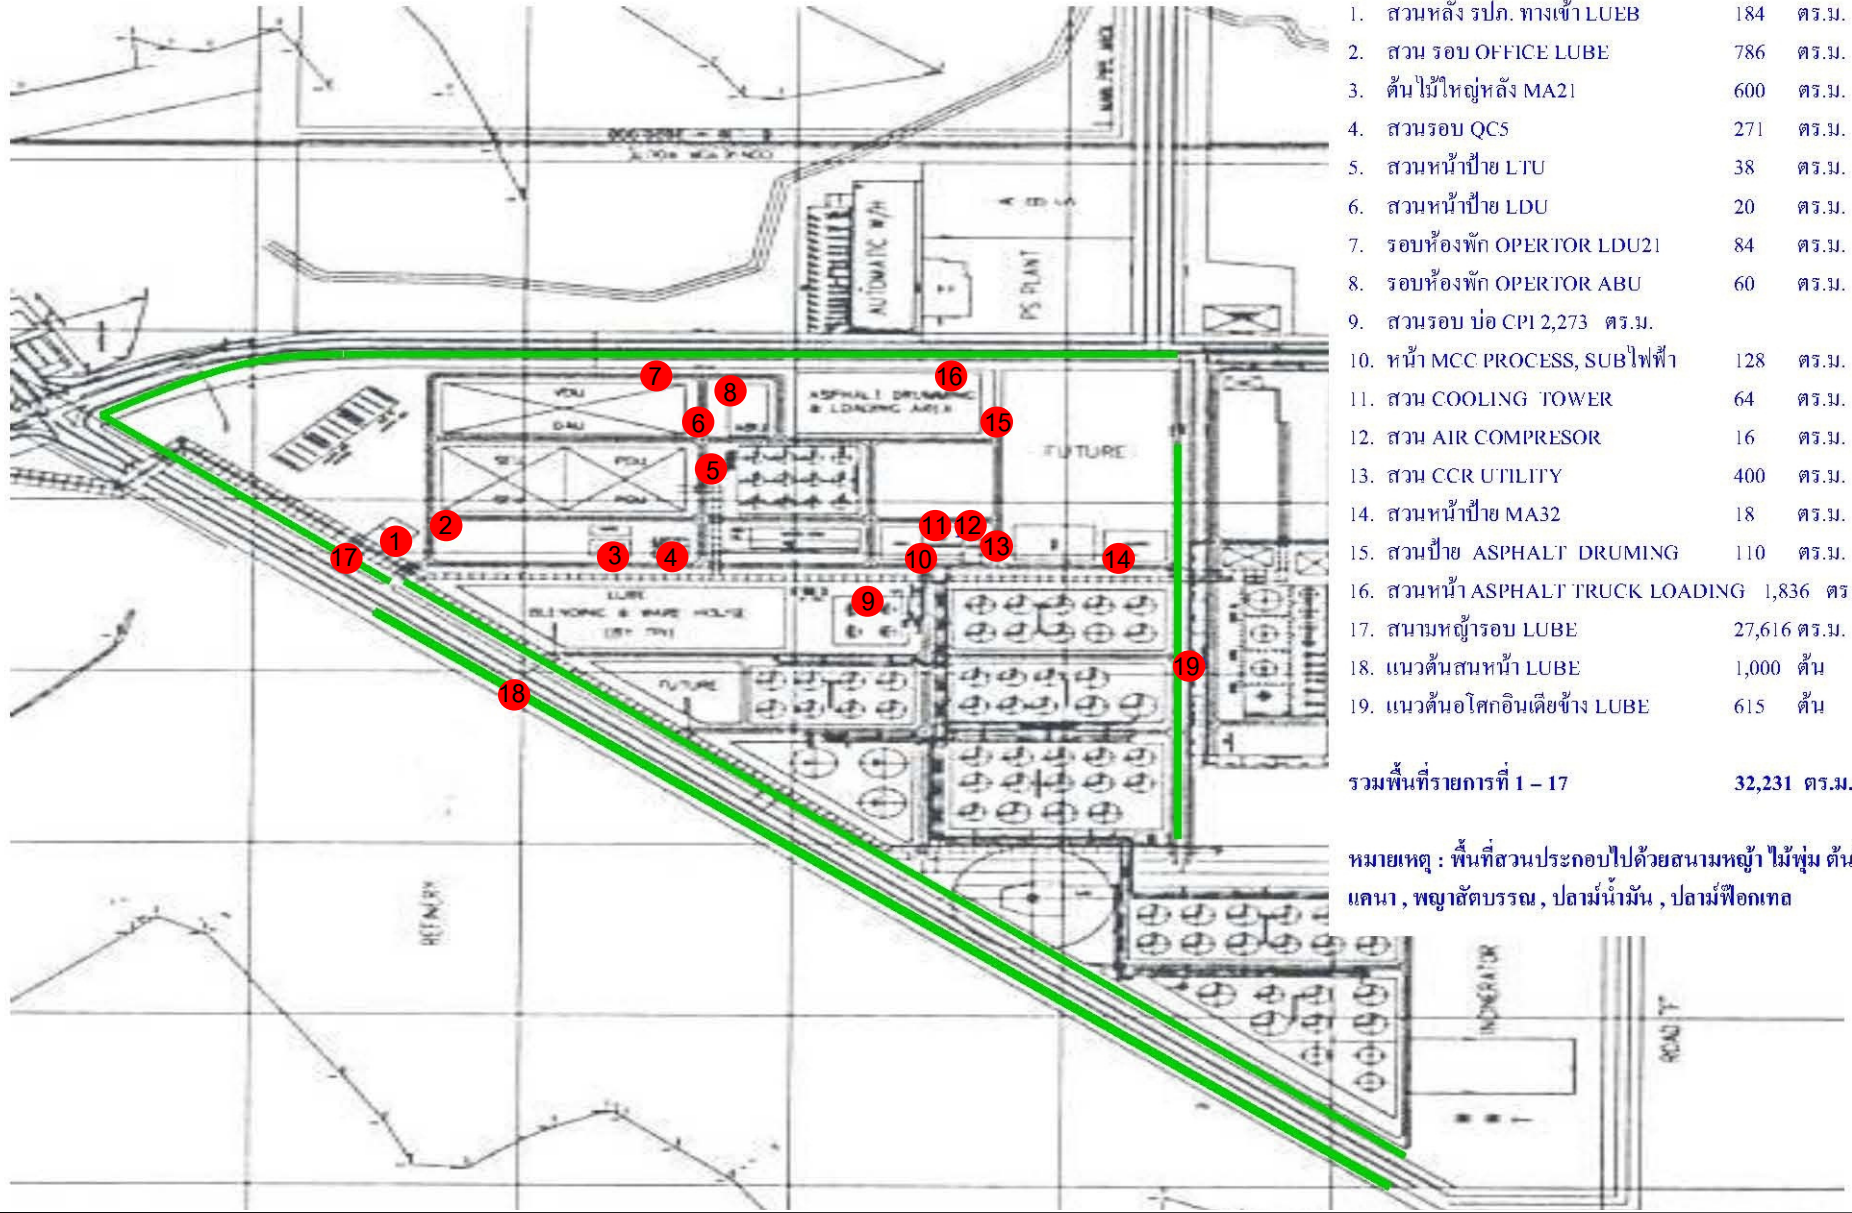 1. สวนหลัง รปภ. ทางเข้า LUEB 184 ตร.ม.
2. สวน รอบ OFFICE LUBE 786 ตร.ม.
3. ต้นไม้ใหญ่หลัง MA21 600 ตร.ม.
4. สวนรอบ QC5 271 ตร.ม.
5. สวนหน้าป้าย LTU 38 ตร.ม.
6. สวนหน้าป้าย LDU 20 ตร.ม.
7. รอบห้องพัก OPERTOR LDU21 84 ตร.ม.
8. รอบห้องพัก OPERTOR ABU 60 ตร.ม.
9. สวนรอบ บ่อ CPI 2,273 ตร.ม.
10. หน้า MCC PROCESS, SUB ไฟฟ้า 128 ตร.ม.
11. สวน COOLING TOWER 64 ตร.ม.
12. สวน AIR COMPRESOR 16 ตร.ม.
13. สวน CCR UTILITY 400 ตร.ม.
14. สวนหน้าป้าย MA32 18 ตร.ม.
15. สวนป้าย ASPHALT DRUMING 110 ตร.ม.
16. สวนหน้า ASPHALT TRUCK LOADING 1,836 ตร
17. สนามหญ้ารอบ LUBE 27,616 ตร.ม.
18. แนวต้นสนหน้า LUBE 1,000 ต้น
19. แนวต้นอโศกอินเดียข้าง LUBE 615 ต้น
รวมพื้นที่รายการที่ 1 – 17 32,231 ตร.ม.
หมายเหตุ : พื้นที่สวนประกอบไปด้วยสนามหญ้า ไม้พุ่ม ต้น
แคนา , พญาสัตบรรณ , ปลาม์น้ำมัน , ปลาม์ฟ๊อกเทล
AUTOMATIC W/H
PS PLANT
7
16
8
VDU
DAU
ASPHALT DRUMMING
& LOADING AREA
6
15
FUTURE
5
PDU
2
11
12
1
17
3
4
10
13
14
LUBE
BLENDING & WARE HOUSE
9
FUTURE
19
18
REFINERY
INCINERATOR
ROAD "F"